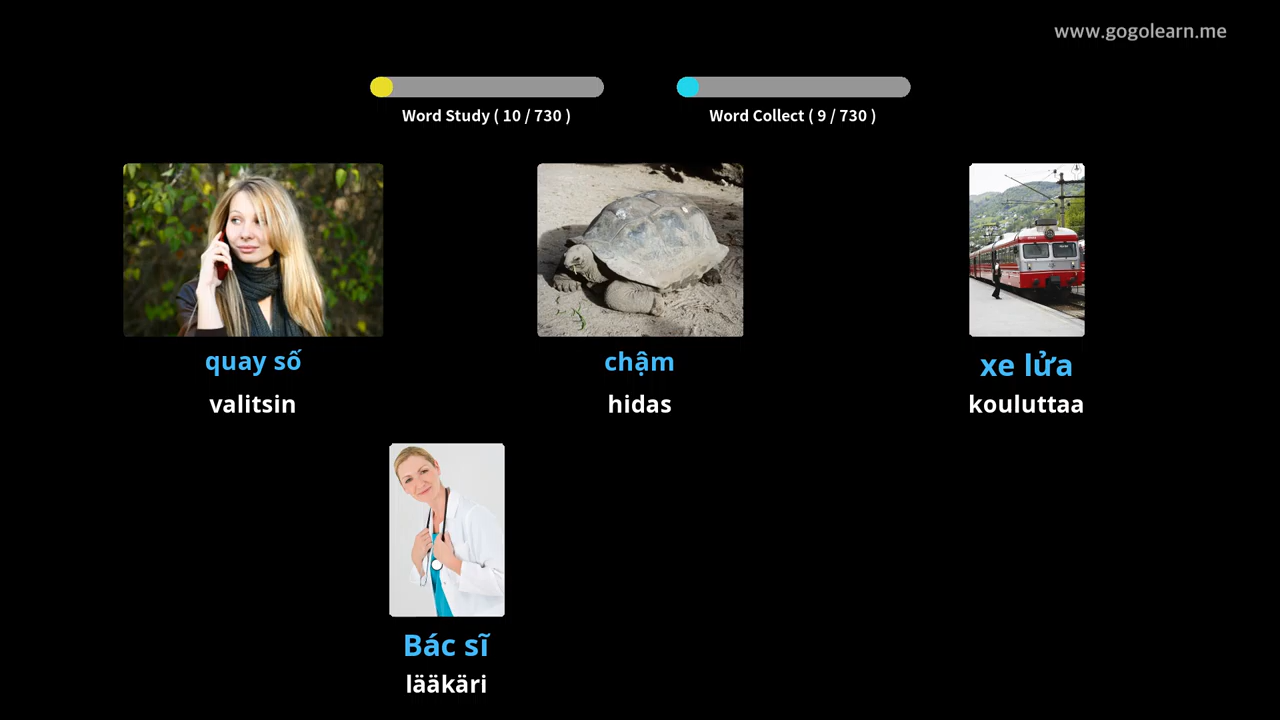 www.gogolearn.me
Word Study ( 10 / 730 )
Word Collect ( 9 / 730 )
quay số
chậm
xe lửa
valitsin
hidas
kouluttaa
Bác sĩ
lääkäri